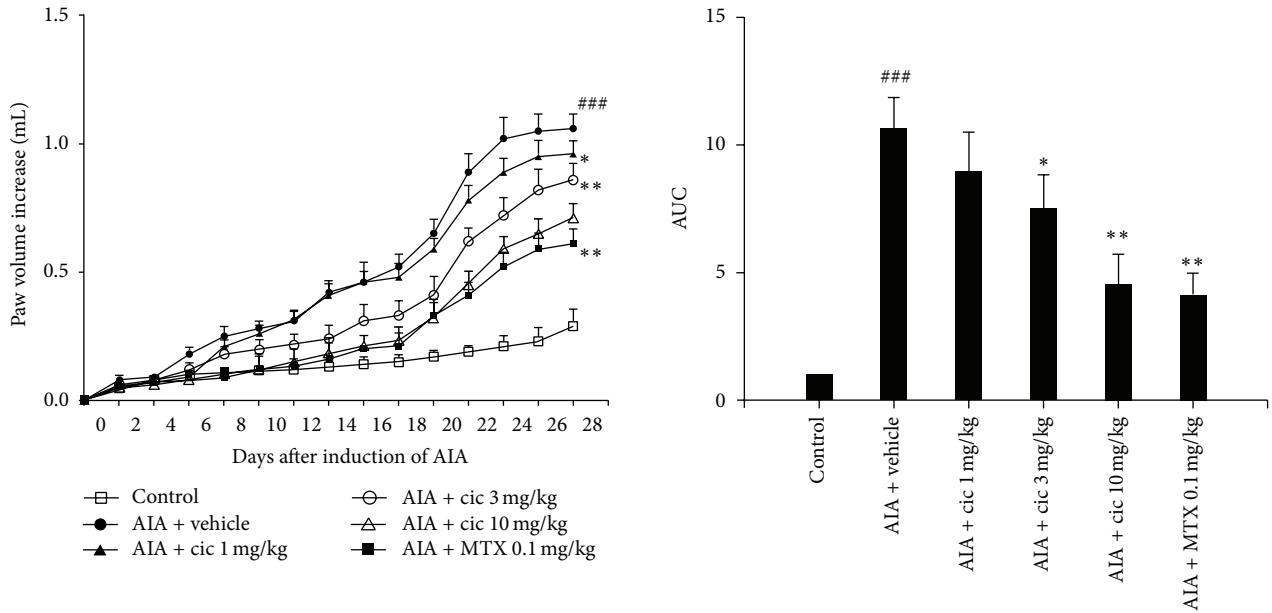 1.5
1.0
0.5
0.0
Paw volume increase (mL)
###
*
**
**
0 2 4 6 8 10 12 14 16 18 20 22 24 26 28
Days after induction of AIA
Control
AIA + vehicle
AIA + cic 1 mg/kg
AIA + cic 3 mg/kg
AIA + cic 10 mg/kg
AIA + MTX 0.1 mg/kg
15
10
5
0
AUC
###
*
**
**
Control
AIA + vehicle
AIA + cic 1 mg/kg
AIA + cic 3 mg/kg
AIA + cic 10 mg/kg
AIA + MTX 0.1 mg/kg